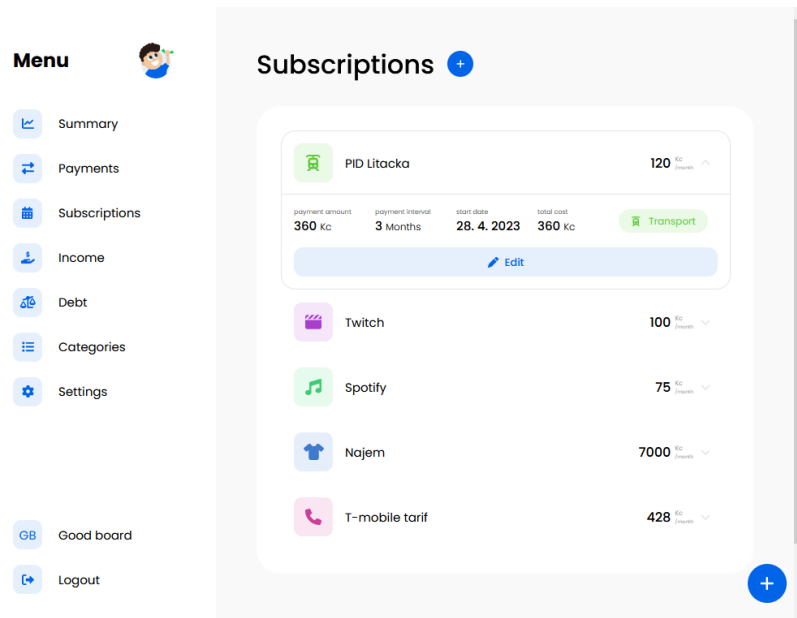 Menu
Summary
Payments
Subscriptions
Income
Debt
Categories
Settings
GB Good board
Logout
Subscriptions +
PID Litacka 120 Kc /month
payment amount payment interval start date total cost
360 Kc 3 Months 28. 4. 2023 360 Kc Transport
Edit
Twitch 100 Kc /month
Spotify 75 Kc /month
Najem 7000 Kc /month
T-mobile tarif 428 Kc /month
+